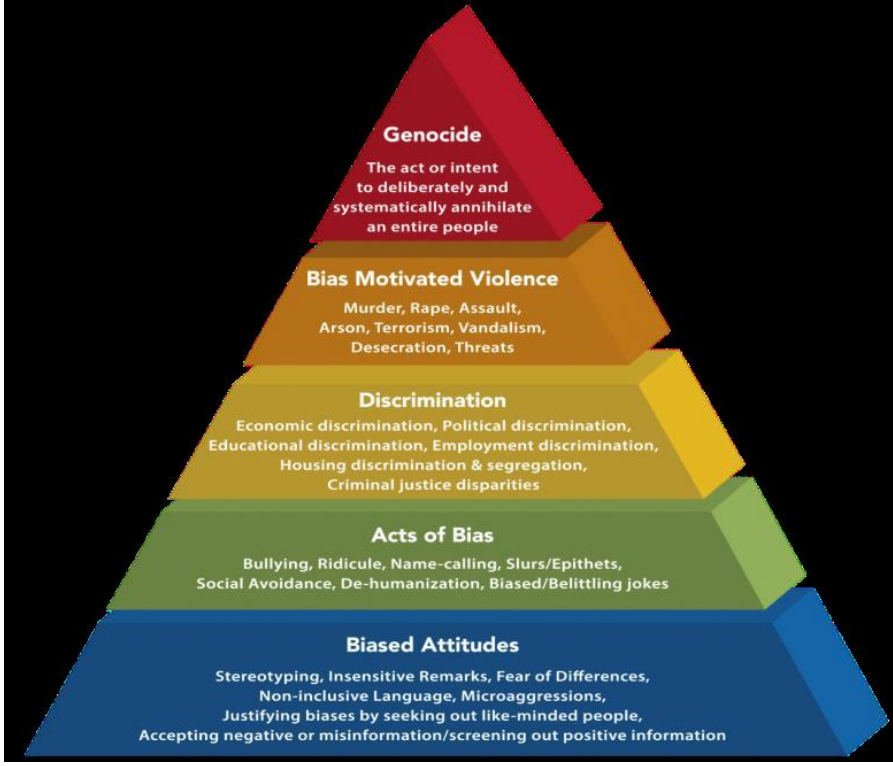 Genocide
The act or intent
to deliberately and
systematically annihilate
an entire people
Bias Motivated Violence
Murder, Rape, Assault,
Arson, Terrorism, Vandalism,
Desecration, Threats
Discrimination
Economic discrimination, Political discrimination,
Educational discrimination, Employment discrimination,
Housing discrimination & segregation,
Criminal justice disparities
Acts of Bias
Bullying, Ridicule, Name-calling, Slurs/Epithets,
Social Avoidance, De-humanization, Biased/Belittling jokes
Biased Attitudes
Stereotyping, Insensitive Remarks, Fear of Differences,
Non-inclusive Language, Microaggressions,
Justifying biases by seeking out like-minded people,
Accepting negative or misinformation/screening out positive information